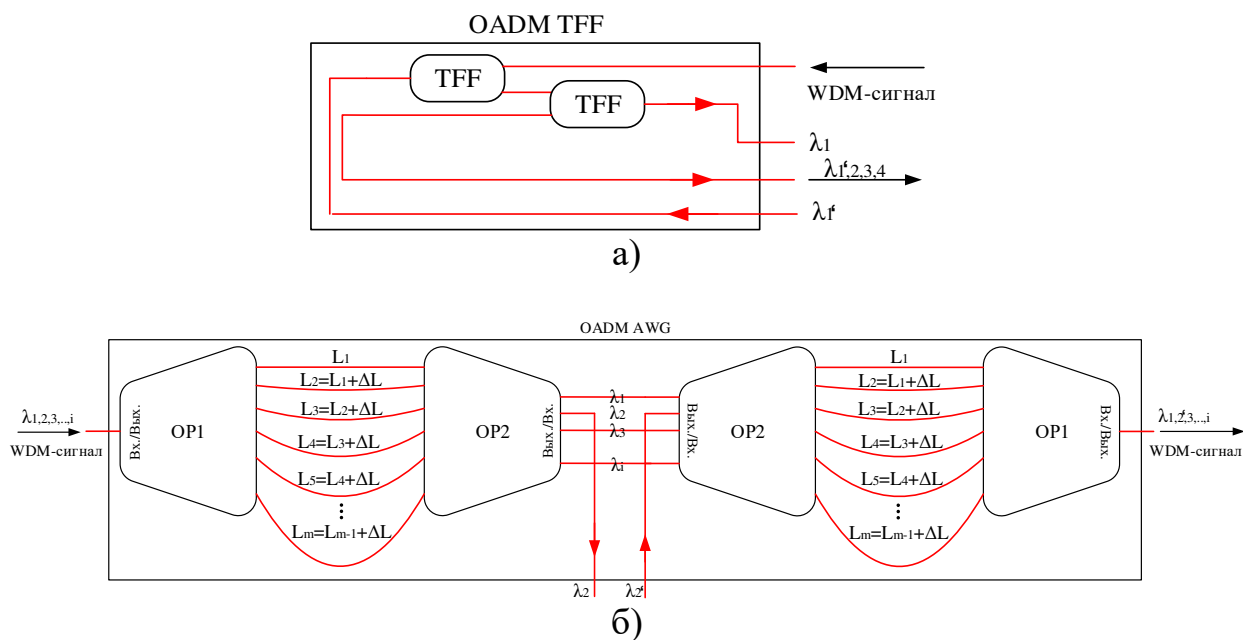 OADM TFF
TFF
TFF
WDM-сигнал
λ1
λ1‘,2,3,4
λ1‘
а)
OADM AWG
λ1,2,3,..,i
WDM-сигнал
Вх./Вых.
OP1
L1
L2=L1+ΔL
L3=L2+ΔL
L4=L3+ΔL
L5=L4+ΔL
Lm=Lm-1+ΔL
OP2
Вых./Вх.
λ1
λ2
λ3
λi
Вых./Вх.
OP2
L1
L2=L1+ΔL
L3=L2+ΔL
L4=L3+ΔL
L5=L4+ΔL
Lm=Lm-1+ΔL
OP1
Вх./Вых.
λ1,2‘,3,..,i
WDM-сигнал
λ2
λ2‘
б)